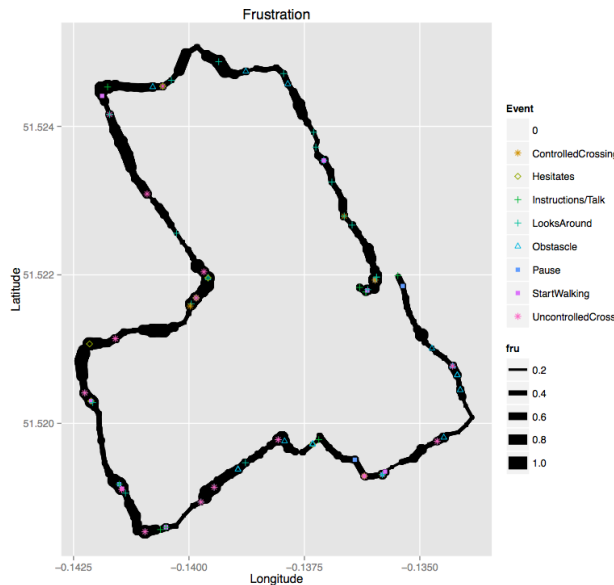 Frustration
51.524
51.522
51.520
Latitude
−0.1425
−0.1400
−0.1375
−0.1350
Longitude
Event
0
ControlledCrossing
Hesitates
Instructions/Talk
LooksAround
Obstascle
Pause
StartWalking
UncontrolledCross
fru
0.2
0.4
0.6
0.8
1.0